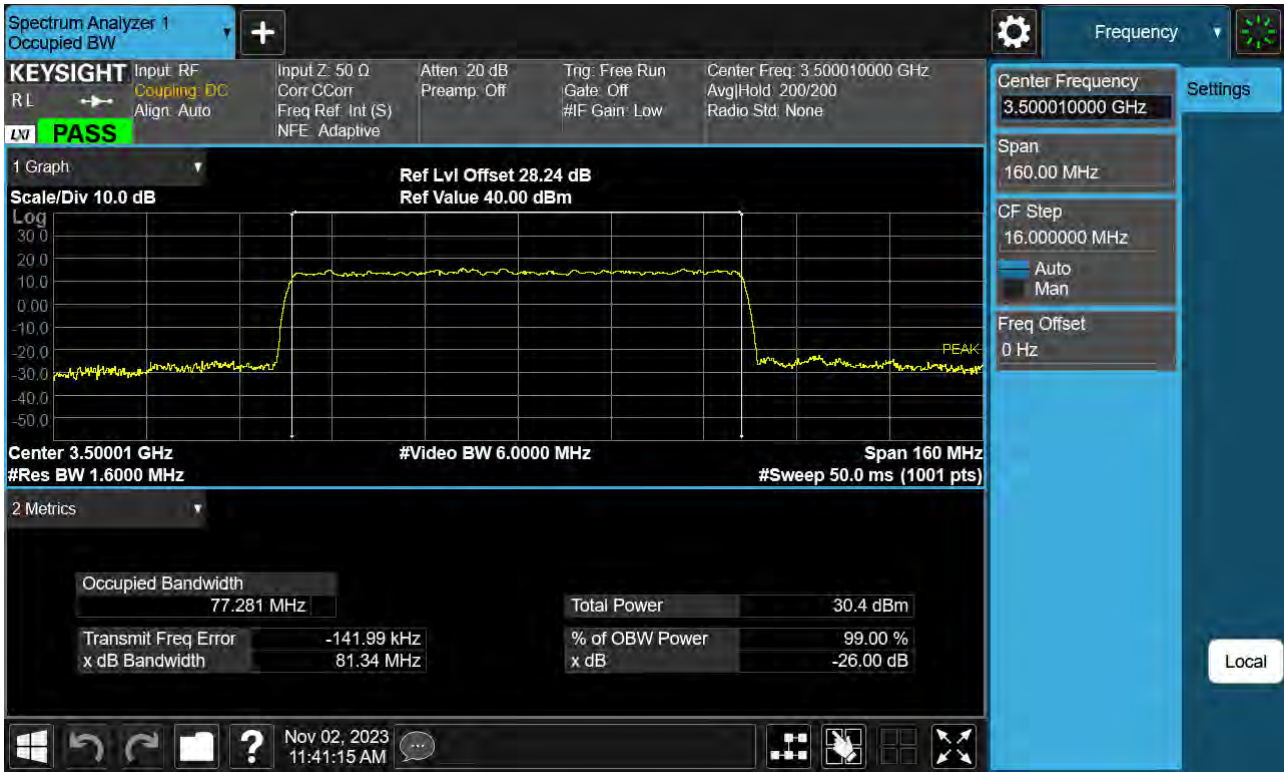 Spectrum Analyzer 1
Occupied BW
Frequency
KEYSIGHT
RL
LXI PASS
Input: RF
Coupling: DC
Align: Auto
Input Z: 50 Ω
Corr CCorr
Freq Ref: Int (S)
NFE: Adaptive
Atten: 20 dB
Preamp: Off
Trig: Free Run
Gate: Off
#IF Gain: Low
Center Freq: 3.500010000 GHz
Avg|Hold: 200/200
Radio Std: None
Center Frequency
3.500010000 GHz
Settings
Span
160.00 MHz
CF Step
16.000000 MHz
Auto
Man
Freq Offset
0 Hz
Local
1 Graph
Scale/Div 10.0 dB
Ref Lvl Offset 28.24 dB
Ref Value 40.00 dBm
Log
30.0
20.0
10.0
0.00
-10.0
-20.0
-30.0
-40.0
-50.0
PEAK
Center 3.50001 GHz
#Video BW 6.0000 MHz
Span 160 MHz
#Res BW 1.6000 MHz
#Sweep 50.0 ms (1001 pts)
2 Metrics
Occupied Bandwidth
77.281 MHz
Total Power 30.4 dBm
Transmit Freq Error -141.99 kHz
% of OBW Power 99.00 %
x dB Bandwidth 81.34 MHz
x dB -26.00 dB
?
Nov 02, 2023
11:41:15 AM